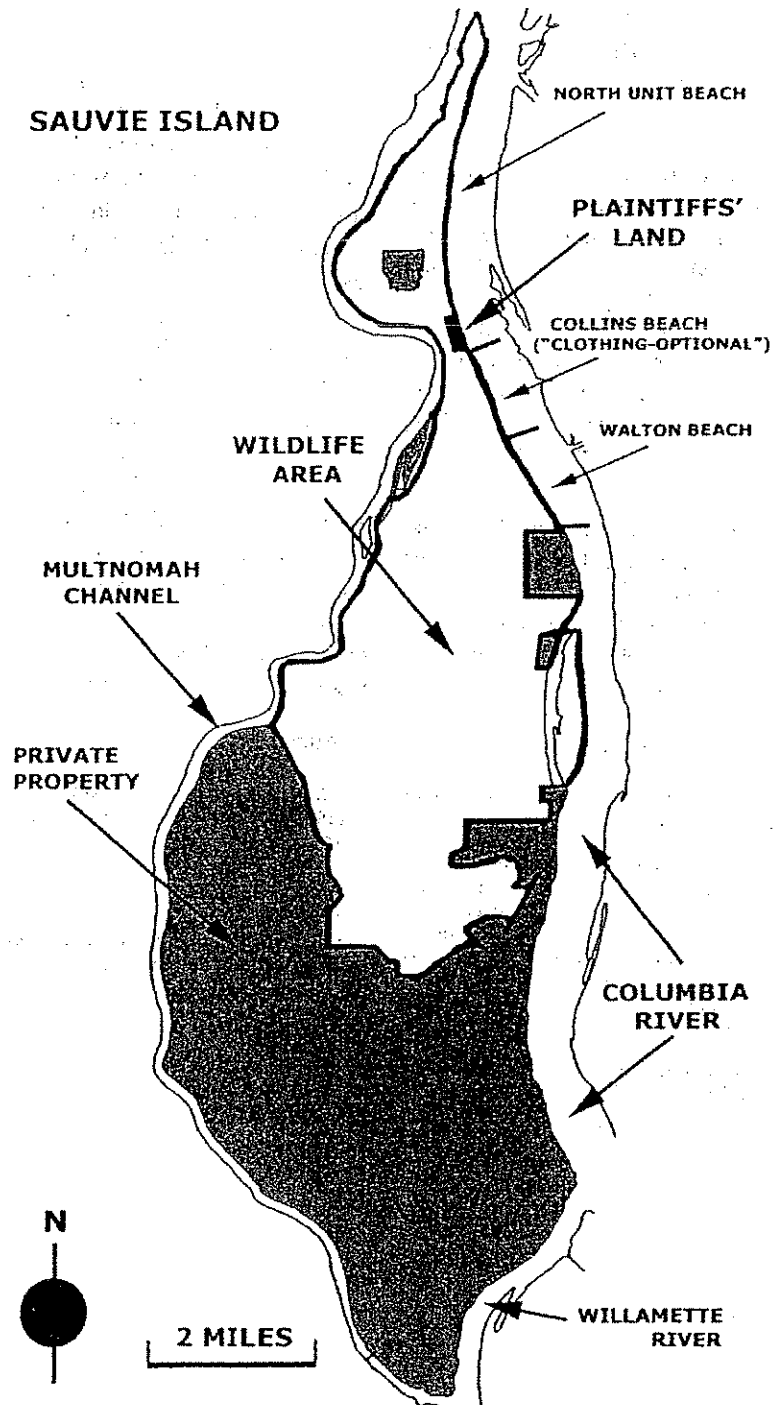 SAUVIE ISLAND
NORTH UNIT BEACH
PLAINTIFFS'
LAND
COLLINS BEACH
("CLOTHING-OPTIONAL")
WALTON BEACH
WILDLIFE
AREA
MULTNOMAH
CHANNEL
PRIVATE
PROPERTY
COLUMBIA
RIVER
N
2 MILES
WILLAMETTE
RIVER